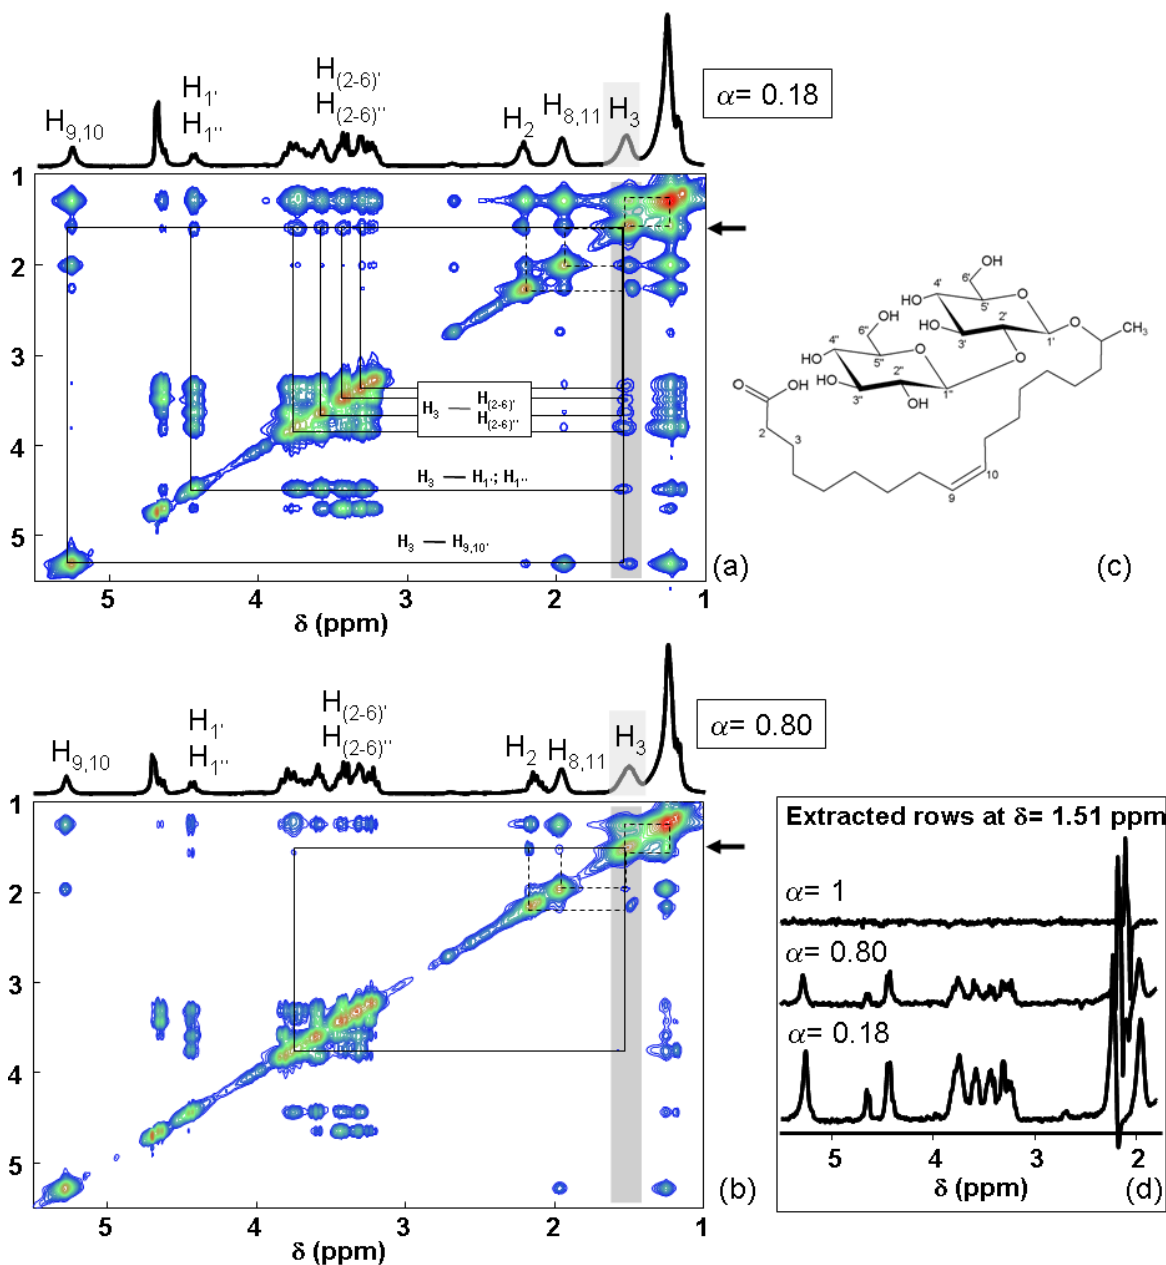 H1'
H(2-6)'
α= 0.18
H9,10
H1''
H(2-6)''
H2
H8,11
H3
1
2
3
4
5
H3 — H(2-6)'
H(2-6)''
H3 — H1'; H1''
H3 — H9,10'
(a)
5
4
3
2
1
δ (ppm)
OH
6'
4'
HO
5'
O
OH
6''
HO
3'
2'
1'
O
CH3
4''
HO
5''
O
O
2''
1''
O
OH
HO
3''
OH
2
3
9
10
(c)
H(2-6)'
H1'
α= 0.80
H9,10
H1''
H(2-6)''
H2
H8,11
H3
1
2
3
4
5
(b)
5
4
3
2
1
δ (ppm)
Extracted rows at δ= 1.51 ppm
α= 1
α= 0.80
α= 0.18
5
4
3
2
δ (ppm)
(d)